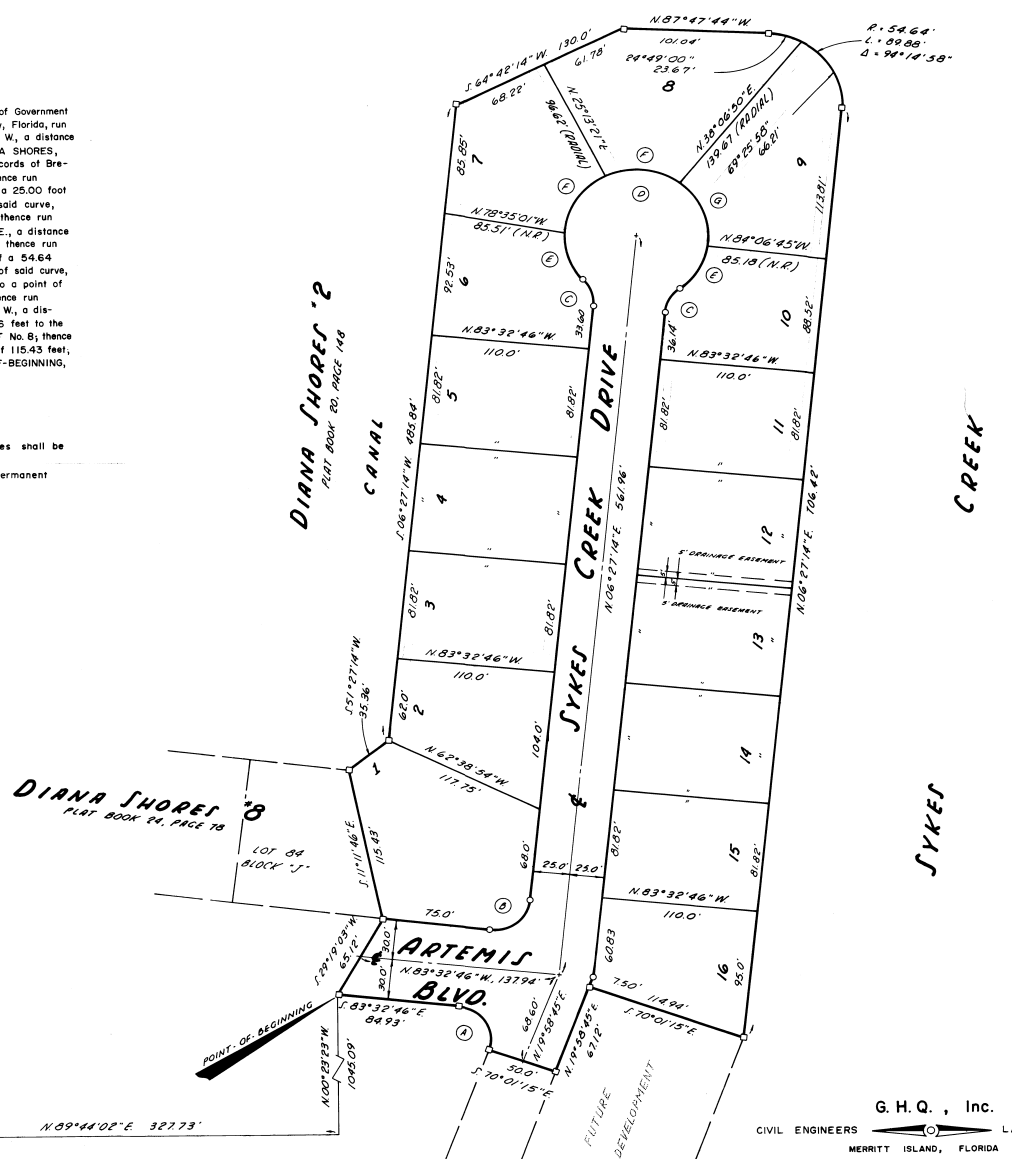 of Government
, Florida, run
W., a distance
A SHORES,
cords of Bre-
nce run
a 25.00 foot
said curve,
thence run
E., a distance
thence run
f a 54.64
of said curve,
o a point of
nce run
W., a dis-
6 feet to the
T No. 8; thence
f 115.43 feet;
F-BEGINNING,
es shall be
ermanent
N.87°47'44"W.
101.04'
R.= 54.64'
L.= 89.88'
Δ = 94°14'58"
S.64°42'14"W. 130.0'
61.78'
68.22'
24°49'00"
23.67'
8
N.25°13'21"E
96.62' (RADIAL)
N.38°06'50"E.
139.67 (RADIAL)
69°25'58"
66.21'
9
113.81'
85.85'
7
F
F
D
G
N.78°35'01"W.
85.51' (N.R.)
N.84°06'45"W.
85.18 (N.R.)
E
E
92.53'
6
C
C
10
88.52'
33.60
36.14'
N.83°32'46"W.
110.0'
N.83°32'46"W.
110.0'
DIANA SHORES #2
PLAT BOOK 20, PAGE 148
CANAL
81.82'
5
81.82'
81.82'
11
81.82'
S.06°27'14"W. 485.84'
4
"
"
"
SYKES CREEK DRIVE
N.06°27'14"E. 561.96'
℄
"
"
12
"
5' DRAINAGE EASEMENT
5'
5'
"
"
5' DRAINAGE EASEMENT
N.06°27'14"E. 706.42'
SYKES CREEK
"
81.82'
3
81.82'
"
13
"
N.83°32'46"W.
110.0'
"
"
S.51°27'14"W.
35.36'
62.0'
2
104.0'
14
"
N.62°38'54"W.
117.75'
1
"
"
DIANA SHORES #8
PLAT BOOK 24, PAGE 78
LOT 84
BLOCK "J"
S.11°11'46"E.
115.43'
68.0'
25.0'
25.0'
81.82'
15
81.82'
N.83°32'46"W.
110.0'
75.0'
B
S.29°19'03"W.
65.12'
30.0'
30.0'
℄
ARTEMIS
N.83°32'46"W. 137.94'
BLVD.
60.83
16
95.0'
S.83°32'46"E.
84.93'
A
68.60'
N.19°58'45"E.
7.50'
114.94'
S.70°01'15"E.
N.19°58'45"E.
67.12'
50.0'
S.70°01'15"E.
POINT-OF-BEGINNING
N.00°23'23"W.
1045.09'
N.89°44'02"E. 327.73'
FUTURE
DEVELOPMENT
G. H. Q. , Inc.
CIVIL ENGINEERS
L
MERRITT ISLAND, FLORIDA